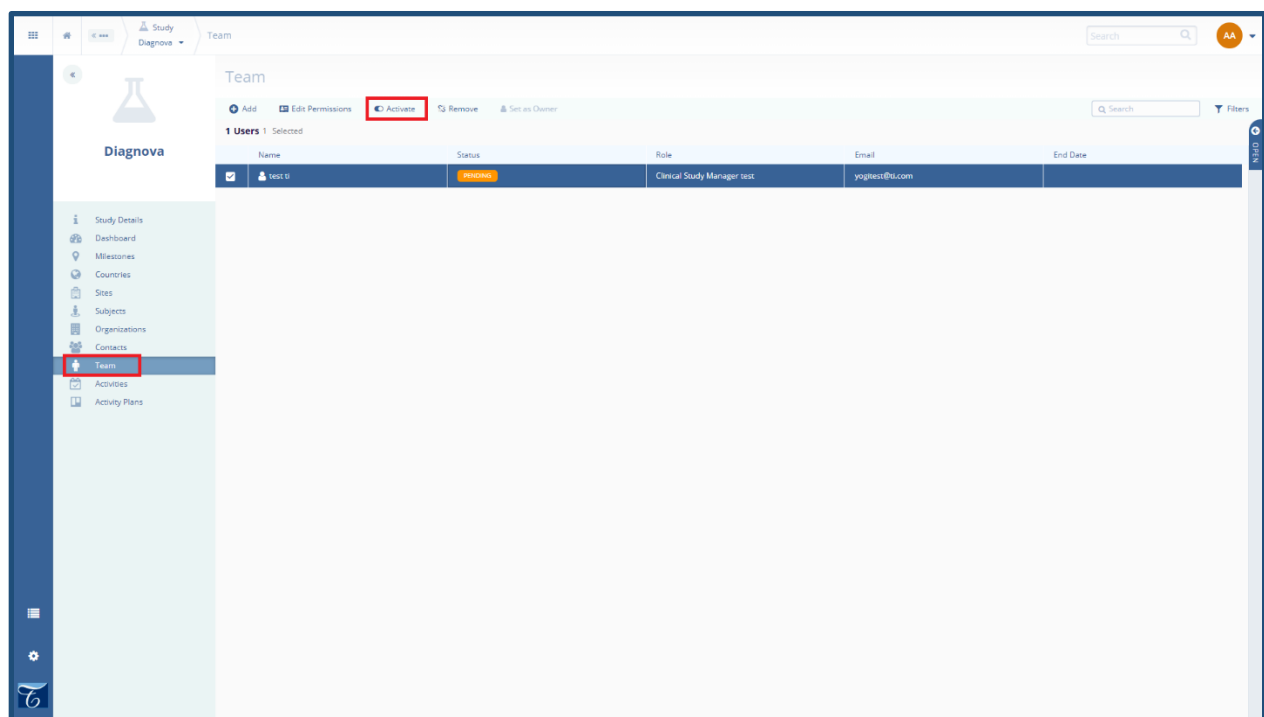 Study
Diagnova
Team
Search
AA
Diagnova
Study Details
Dashboard
Milestones
Countries
Sites
Subjects
Organizations
Contacts
Team
Activities
Activity Plans
Team
Add Edit Permissions Activate Remove Set as Owner
Search Filters
1 Users 1 Selected
OPEN
Name Status Role Email End Date
test ti PENDING Clinical Study Manager test yogitest@ti.com